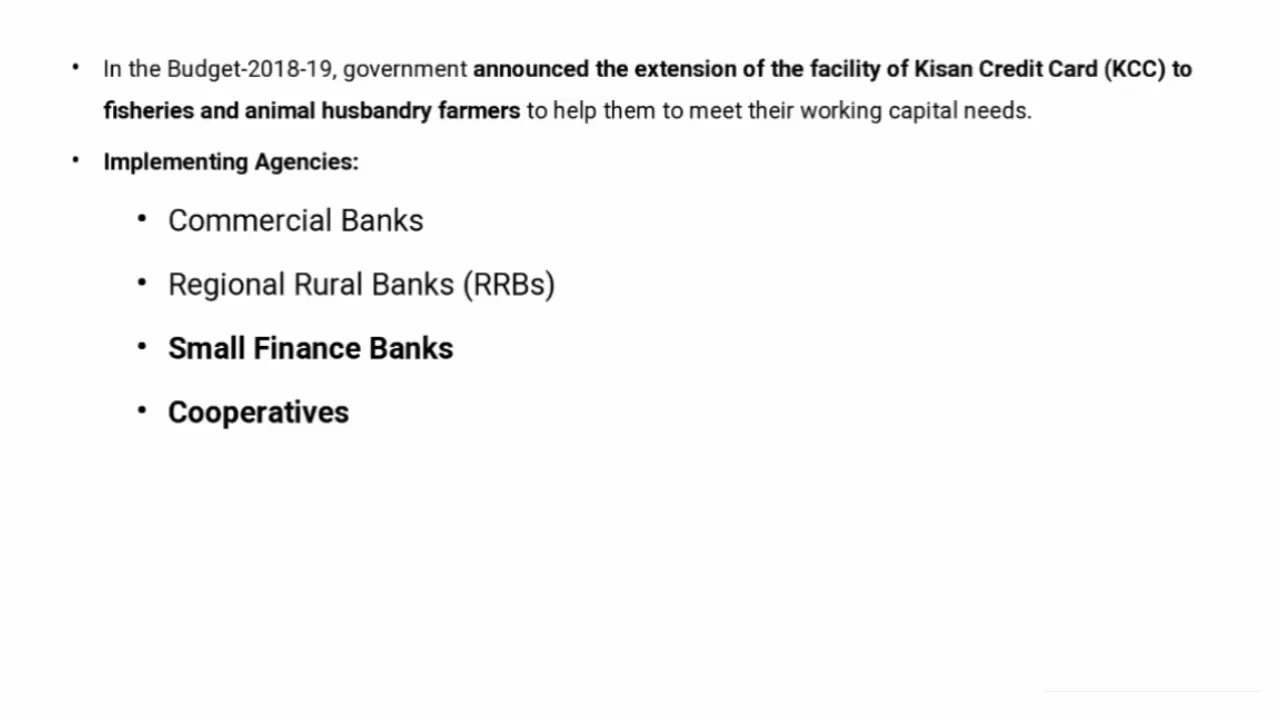 • In the Budget-2018-19, government announced the extension of the facility of Kisan Credit Card (KCC) to
fisheries and animal husbandry farmers to help them to meet their working capital needs.
• Implementing Agencies:
• Commercial Banks
• Regional Rural Banks (RRBs)
• Small Finance Banks
• Cooperatives